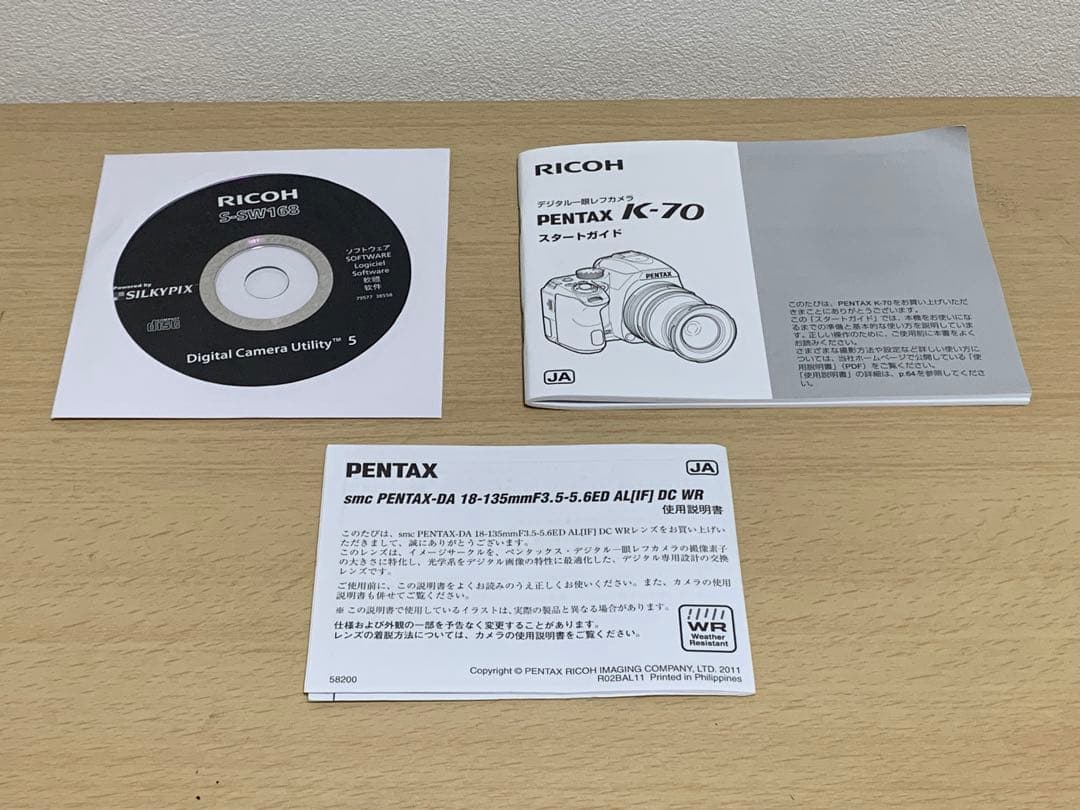 RICOH
S-SW168
ソフトウェア
SOFTWARE
Logiciel
Software
軟體
软件
79577 38558
Powered by
SILKYPIX
COMPACT
disc
Digital Camera Utility™ 5
RICOH
デジタル一眼レフカメラ
PENTAX K-70
スタートガイド
PENTAX
JA
このたびは、PENTAX K-70をお買い上げいただ
きまことにありがとうございます。
この「スタートガイド」では、本機をお使いにな
るまでの準備と基本的な使い方を説明していま
す。正しい操作のために、ご使用前に本書をよく
お読みください。
さまざまな撮影方法や設定など詳しい使い方に
ついては、当社ホームページで公開している「使
用説明書」(PDF)をご覧ください。
「使用説明書」の詳細は、p.64を参照してくださ
い。
PENTAX
JA
smc PENTAX-DA 18-135mmF3.5-5.6ED AL[IF] DC WR
使用説明書
このたびは、smc PENTAX-DA 18-135mmF3.5-5.6ED AL[IF] DC WRレンズをお買い上げい
ただきまして、誠にありがとうございます。
このレンズは、イメージサークルを、ペンタックス・デジタル一眼レフカメラの撮像素子
の大きさに特化し、光学系をデジタル画像の特性に最適化した、デジタル専用設計の交換
レンズです。
ご使用前に、この説明書をよくお読みのうえ正しくお使いください。また、カメラの使用
説明書も併せてご覧ください。
※この説明書で使用しているイラストは、実際の製品と異なる場合があります。
仕様および外観の一部を予告なく変更することがあります。
レンズの着脱方法については、カメラの使用説明書をご覧ください。
WR
Weather
Resistant
Copyright © PENTAX RICOH IMAGING COMPANY, LTD. 2011
58200
R02BAL11 Printed in Philippines